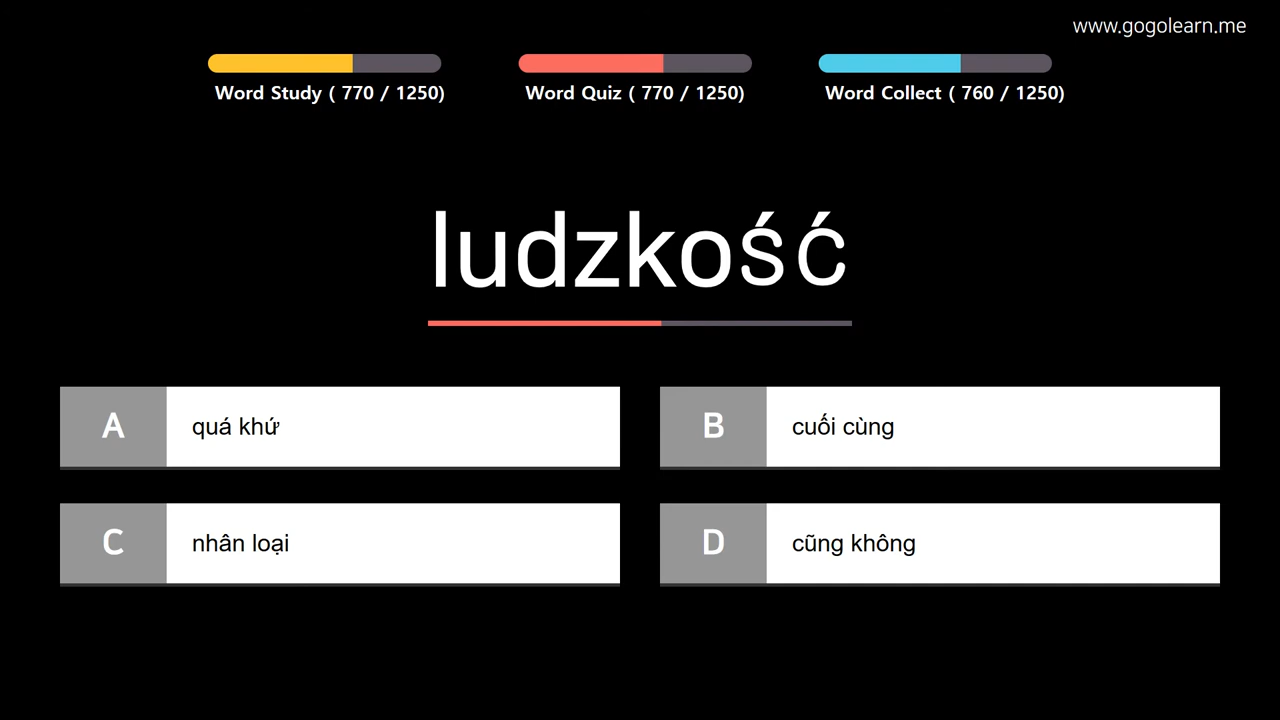 www.gogolearn.me
Word Study ( 770 / 1250)
Word Quiz ( 770 / 1250)
Word Collect ( 760 / 1250)
ludzkość
A
quá khứ
B
cuối cùng
C
nhân loại
D
cũng không